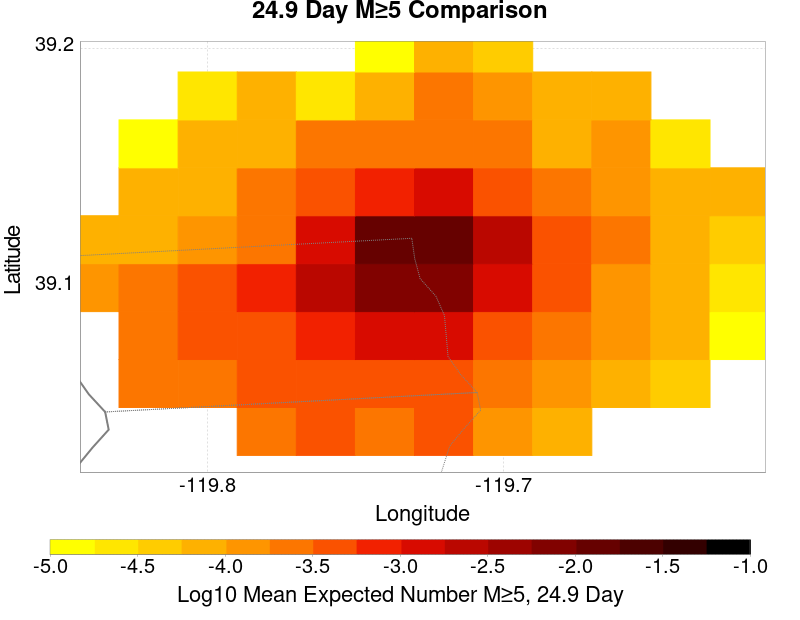 24.9 Day M≥5 Comparison
39.2
39.1
Latitude
-119.8 -119.7
Longitude
-5.0 -4.5 -4.0 -3.5 -3.0 -2.5 -2.0 -1.5 -1.0
Log10 Mean Expected Number M≥5, 24.9 Day